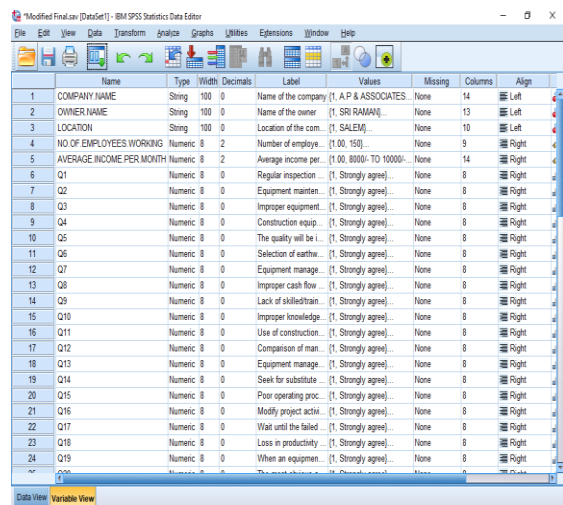 *Modified Final.sav [DataSet1] - IBM SPSS Statistics Data Editor
File Edit View Data Transform Analyze Graphs Utilities Extensions Window Help
Name Type Width Decimals Label Values Missing Columns Align
1 COMPANY.NAME String 100 0 Name of the company {1, A.P & ASSOCIATES... None 14 Left
2 OWNER.NAME String 100 0 Name of the owner {1, SRI RAMAN}... None 13 Left
3 LOCATION String 100 0 Location of the com... {1, SALEM}... None 10 Left
4 NO.OF.EMPLOYEES.WORKING Numeric 8 2 Number of employe... {1.00, 150}... None 9 Right
5 AVERAGE.INCOME.PER.MONTH Numeric 8 2 Average income per... {1.00, 8000/- TO 10000/-... None 14 Right
6 Q1 Numeric 8 0 Regular inspection ... {1, Strongly agree}... None 8 Right
7 Q2 Numeric 8 0 Equipment mainten... {1, Strongly agree}... None 8 Right
8 Q3 Numeric 8 0 Improper equipment... {1, Strongly agree}... None 8 Right
9 Q4 Numeric 8 0 Construction equip... {1, Strongly agree}... None 8 Right
10 Q5 Numeric 8 0 The quality will be i... {1, Strongly agree}... None 8 Right
11 Q6 Numeric 8 0 Selection of earthw... {1, Strongly agree}... None 8 Right
12 Q7 Numeric 8 0 Equipment manage... {1, Strongly agree}... None 8 Right
13 Q8 Numeric 8 0 Improper cash flow ... {1, Strongly agree}... None 8 Right
14 Q9 Numeric 8 0 Lack of skilled/train... {1, Strongly agree}... None 8 Right
15 Q10 Numeric 8 0 Improper knowledge... {1, Strongly agree}... None 8 Right
16 Q11 Numeric 8 0 Use of construction... {1, Strongly agree}... None 8 Right
17 Q12 Numeric 8 0 Comparison of man... {1, Strongly agree}... None 8 Right
18 Q13 Numeric 8 0 Equipment manage... {1, Strongly agree}... None 8 Right
19 Q14 Numeric 8 0 Seek for substitute ... {1, Strongly agree}... None 8 Right
20 Q15 Numeric 8 0 Poor operating proc... {1, Strongly agree}... None 8 Right
21 Q16 Numeric 8 0 Modify project activi... {1, Strongly agree}... None 8 Right
22 Q17 Numeric 8 0 Wait until the failed ... {1, Strongly agree}... None 8 Right
23 Q18 Numeric 8 0 Loss in productivity ... {1, Strongly agree}... None 8 Right
24 Q19 Numeric 8 0 When an equipmen... {1, Strongly agree}... None 8 Right
Data View Variable View